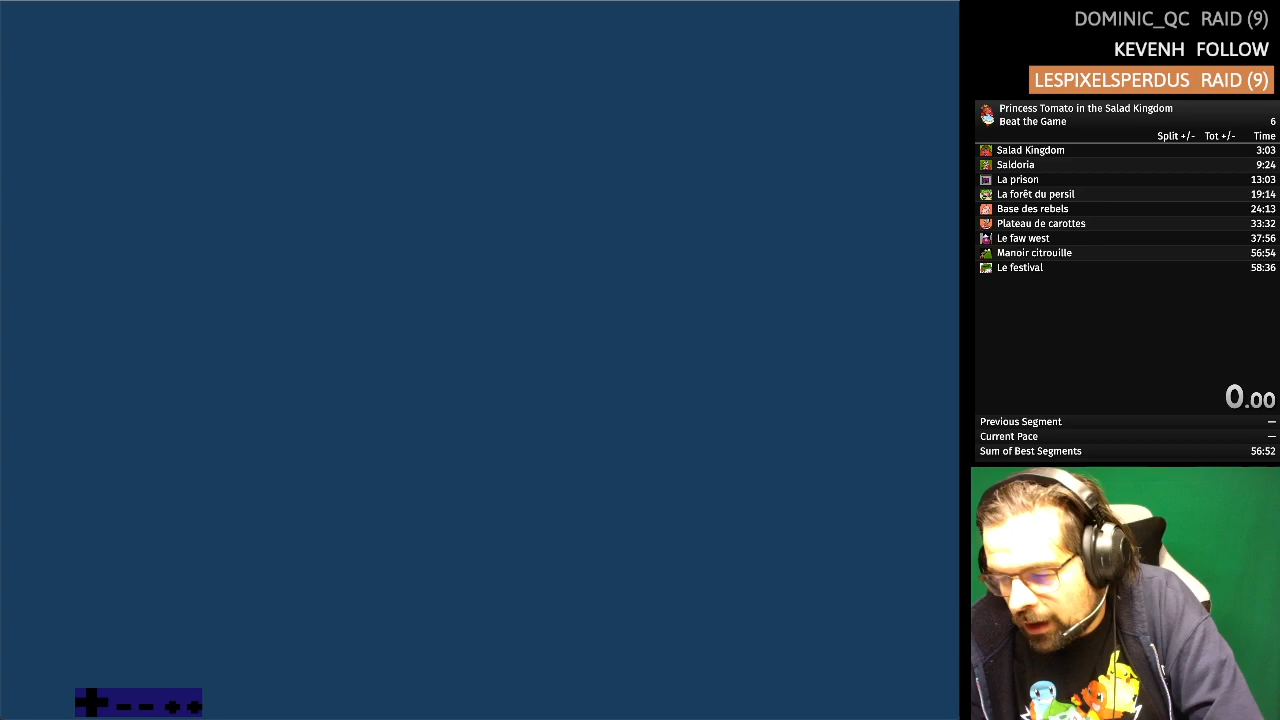 DOMINIC_QC RAID (9)
KEVENH FOLLOW
LESPIXELSPERDUS RAID (9)
Princess Tomato in the Salad Kingdom
Beat the Game 6
Split +/- Tot +/- Time
Salad Kingdom 3:03
Saldoria 9:24
La prison 13:03
La forêt du persil 19:14
Base des rebels 24:13
Plateau de carottes 33:32
Le faw west 37:56
Manoir citrouille 56:54
Le festival 58:36
0.00
Previous Segment —
Current Pace —
Sum of Best Segments 56:52